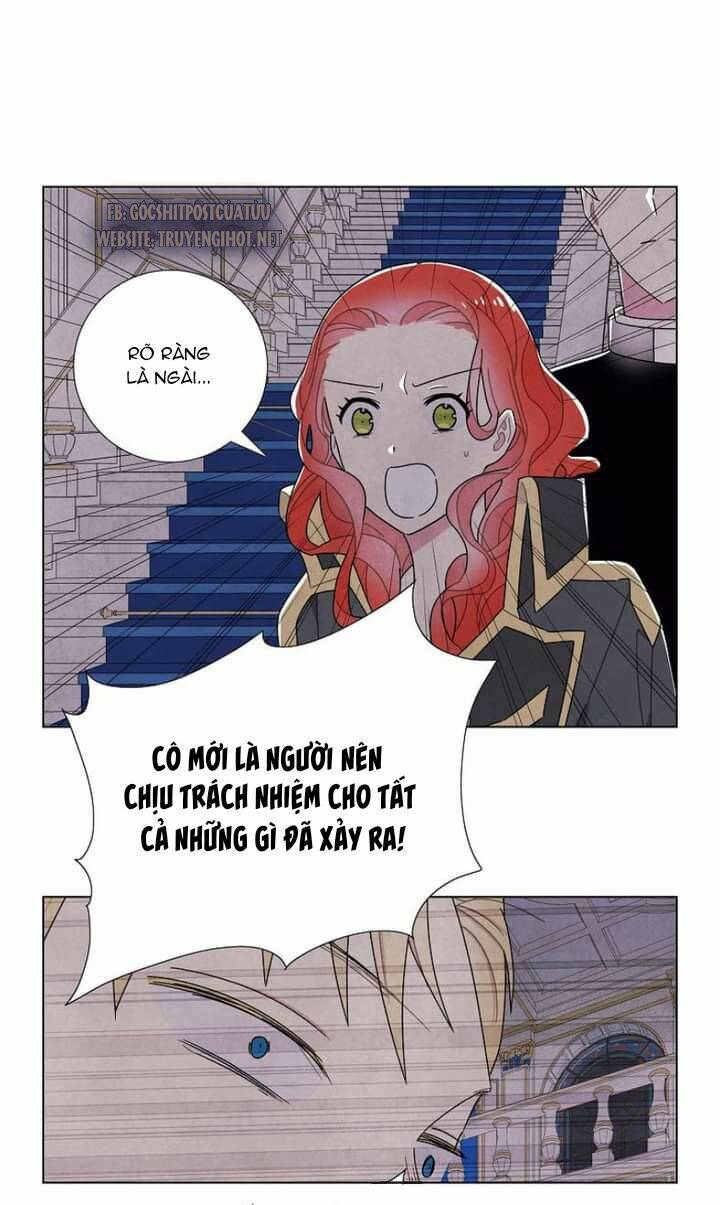 FB: GÓCSHITPOSTCỦATỦU
WEBSITE: TRUYENGIHOT.NET
RÕ RÀNG
LÀ NGÀI...
CÔ MỚI LÀ NGƯỜI NÊN
CHỊU TRÁCH NHIỆM CHO TẤT
CẢ NHỮNG GÌ ĐÃ XẢY RA!